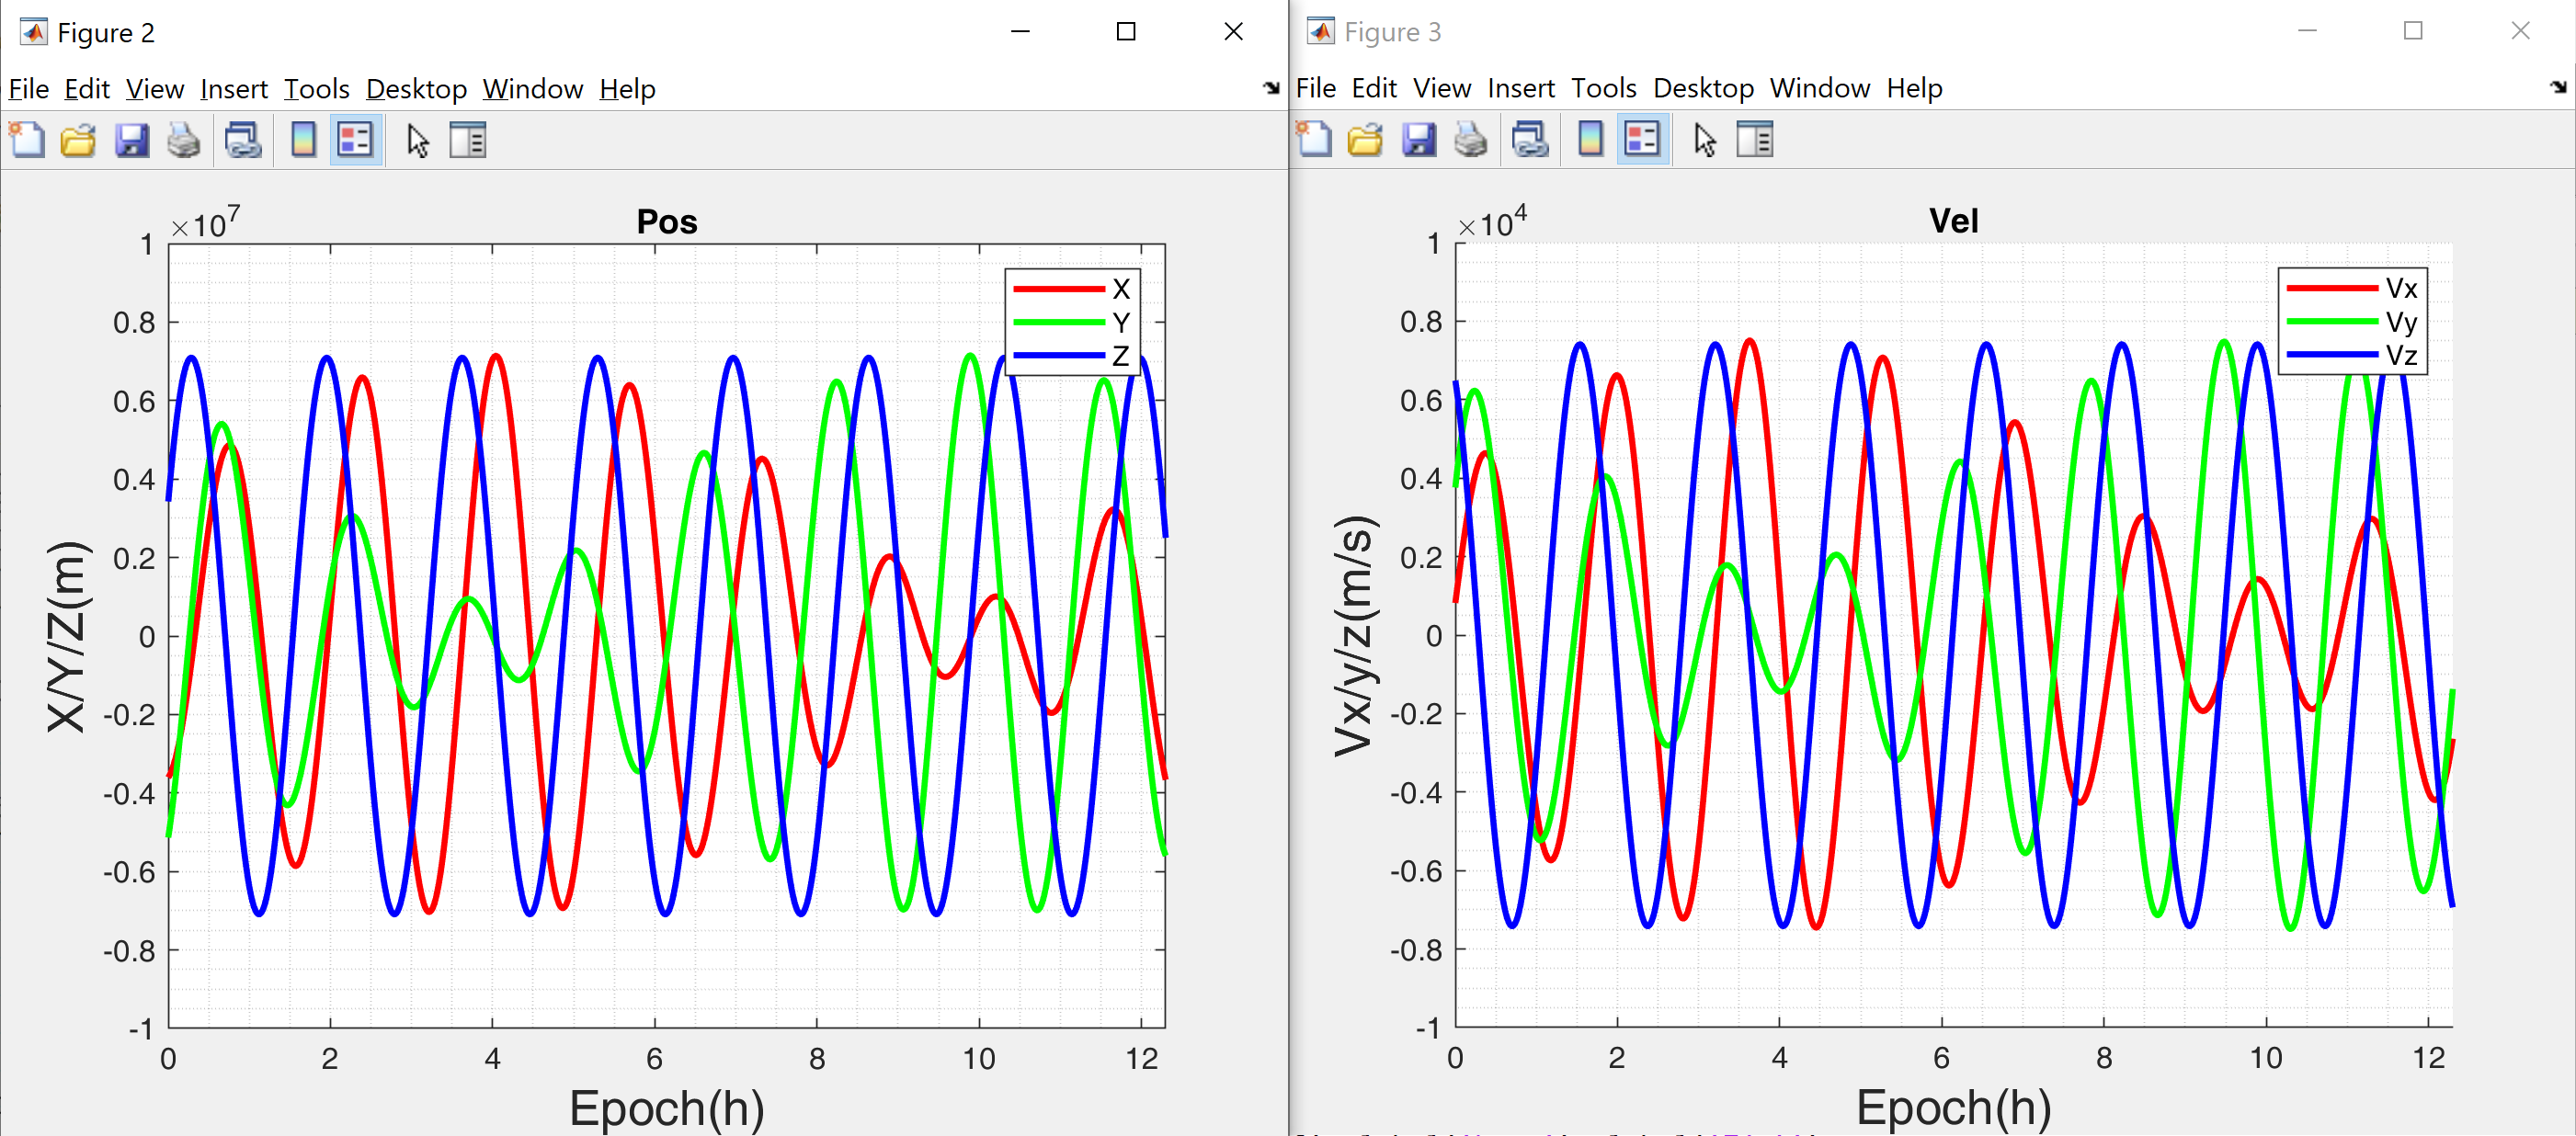 Figure 2
File Edit View Insert Tools Desktop Window Help
×10^7
Pos
1
0.8
0.6
0.4
0.2
0
-0.2
-0.4
-0.6
-0.8
-1
X/Y/Z(m)
X
Y
Z
0 2 4 6 8 10 12
Epoch(h)
Figure 3
File Edit View Insert Tools Desktop Window Help
×10^4
Vel
1
0.8
0.6
0.4
0.2
0
-0.2
-0.4
-0.6
-0.8
-1
Vx/y/z(m/s)
Vx
Vy
Vz
0 2 4 6 8 10 12
Epoch(h)